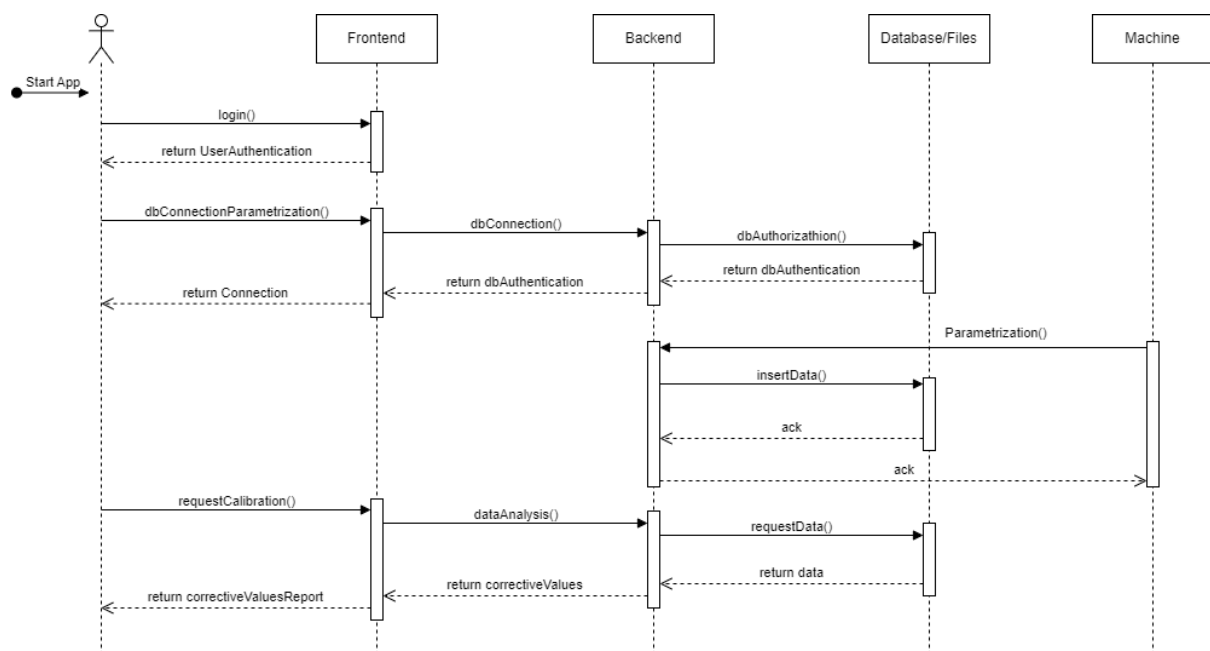 Frontend
Backend
Database/Files
Machine
Start App
login()
return UserAuthentication
dbConnectionParametrization()
dbConnection()
dbAuthorizathion()
return dbAuthentication
return dbAuthentication
return Connection
Parametrization()
insertData()
ack
ack
requestCalibration()
dataAnalysis()
requestData()
return data
return correctiveValues
return correctiveValuesReport